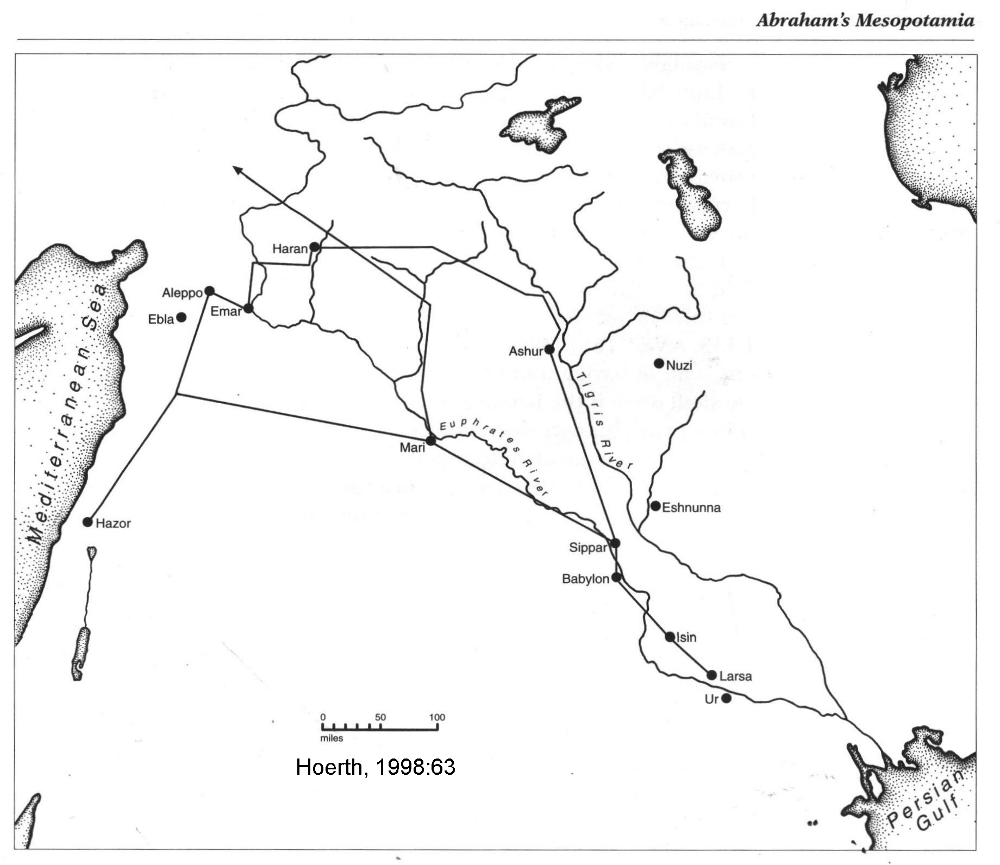 Abraham's Mesopotamia
Haran
Aleppo
Emar
Ebla
Mediterranean Sea
Ashur
Nuzi
Tigris River
Euphrates River
Mari
Eshnunna
Hazor
Sippar
Babylon
Isin
Larsa
Ur
0 50 100
miles
Hoerth, 1998:63
Persian
Gulf